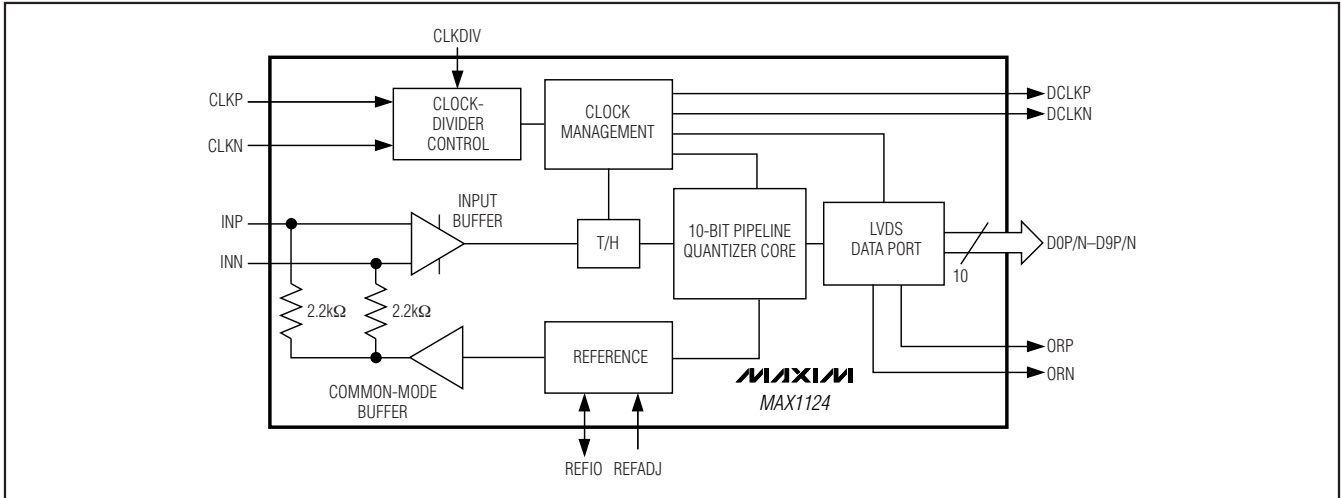 CLKDIV
CLKP
CLKN
CLOCK-
DIVIDER
CONTROL
CLOCK
MANAGEMENT
DCLKP
DCLKN
INP
INN
INPUT
BUFFER
T/H
10-BIT PIPELINE
QUANTIZER CORE
LVDS
DATA PORT
10
D0P/N–D9P/N
2.2kΩ
2.2kΩ
COMMON-MODE
BUFFER
REFERENCE
MAXIM
MAX1124
ORP
ORN
REFIO
REFADJ